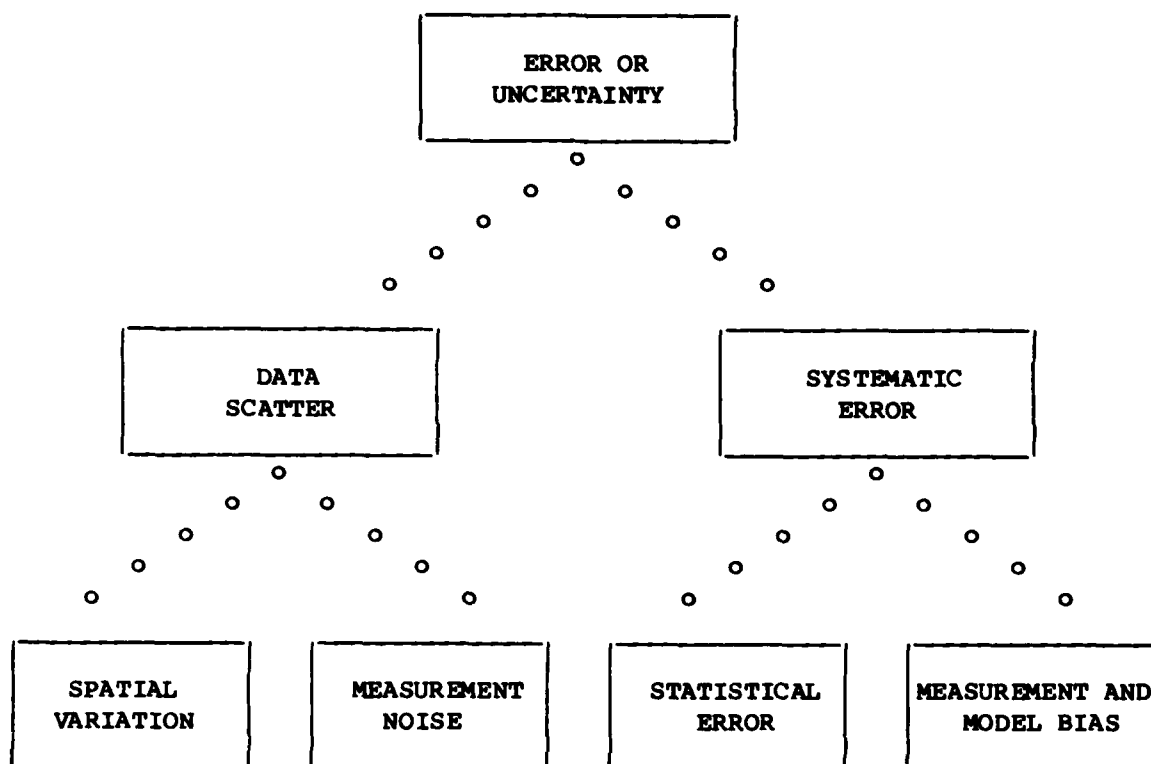 ERROR OR
UNCERTAINTY
DATA
SCATTER
SYSTEMATIC
ERROR
SPATIAL
VARIATION
MEASUREMENT
NOISE
STATISTICAL
ERROR
MEASUREMENT AND
MODEL BIAS